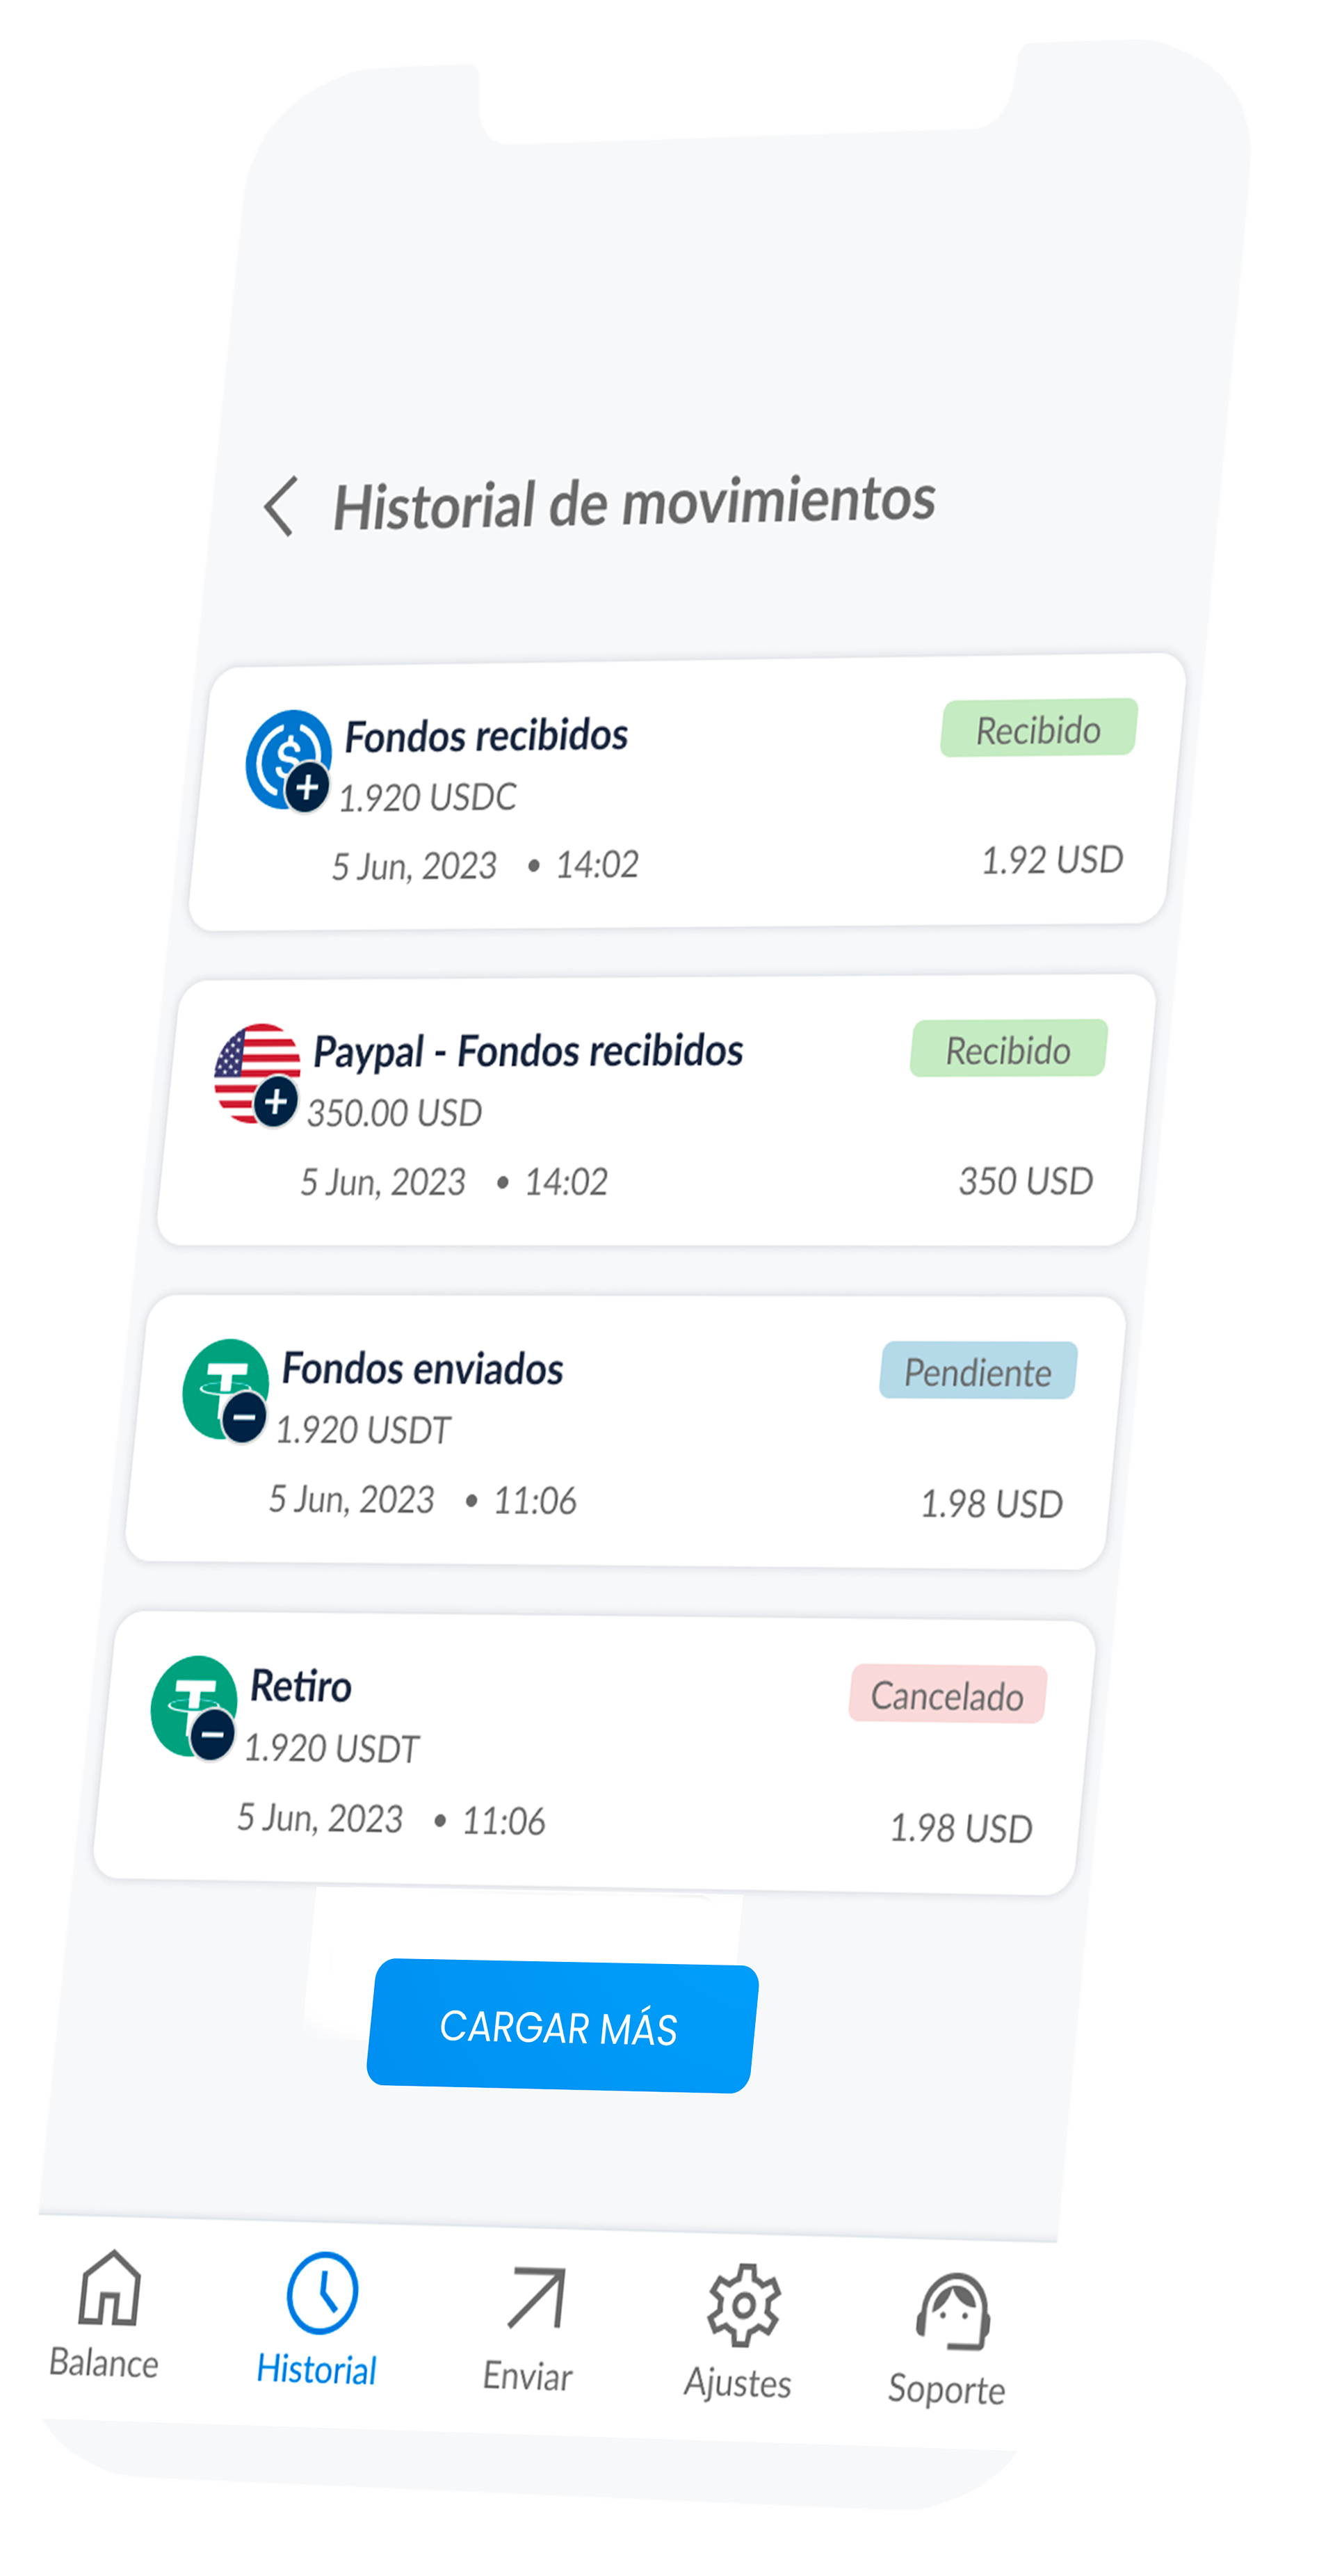 Historial de movimientos
Fondos recibidos
Recibido
1.920 USDC
5 Jun, 2023 • 14:02
1.92 USD
Paypal - Fondos recibidos
Recibido
350.00 USD
5 Jun, 2023 • 14:02
350 USD
Fondos enviados
Pendiente
1.920 USDT
5 Jun, 2023 • 11:06
1.98 USD
Retiro
Cancelado
1.920 USDT
5 Jun, 2023 • 11:06
1.98 USD
CARGAR MÁS
Balance
Historial
Enviar
Ajustes
Soporte